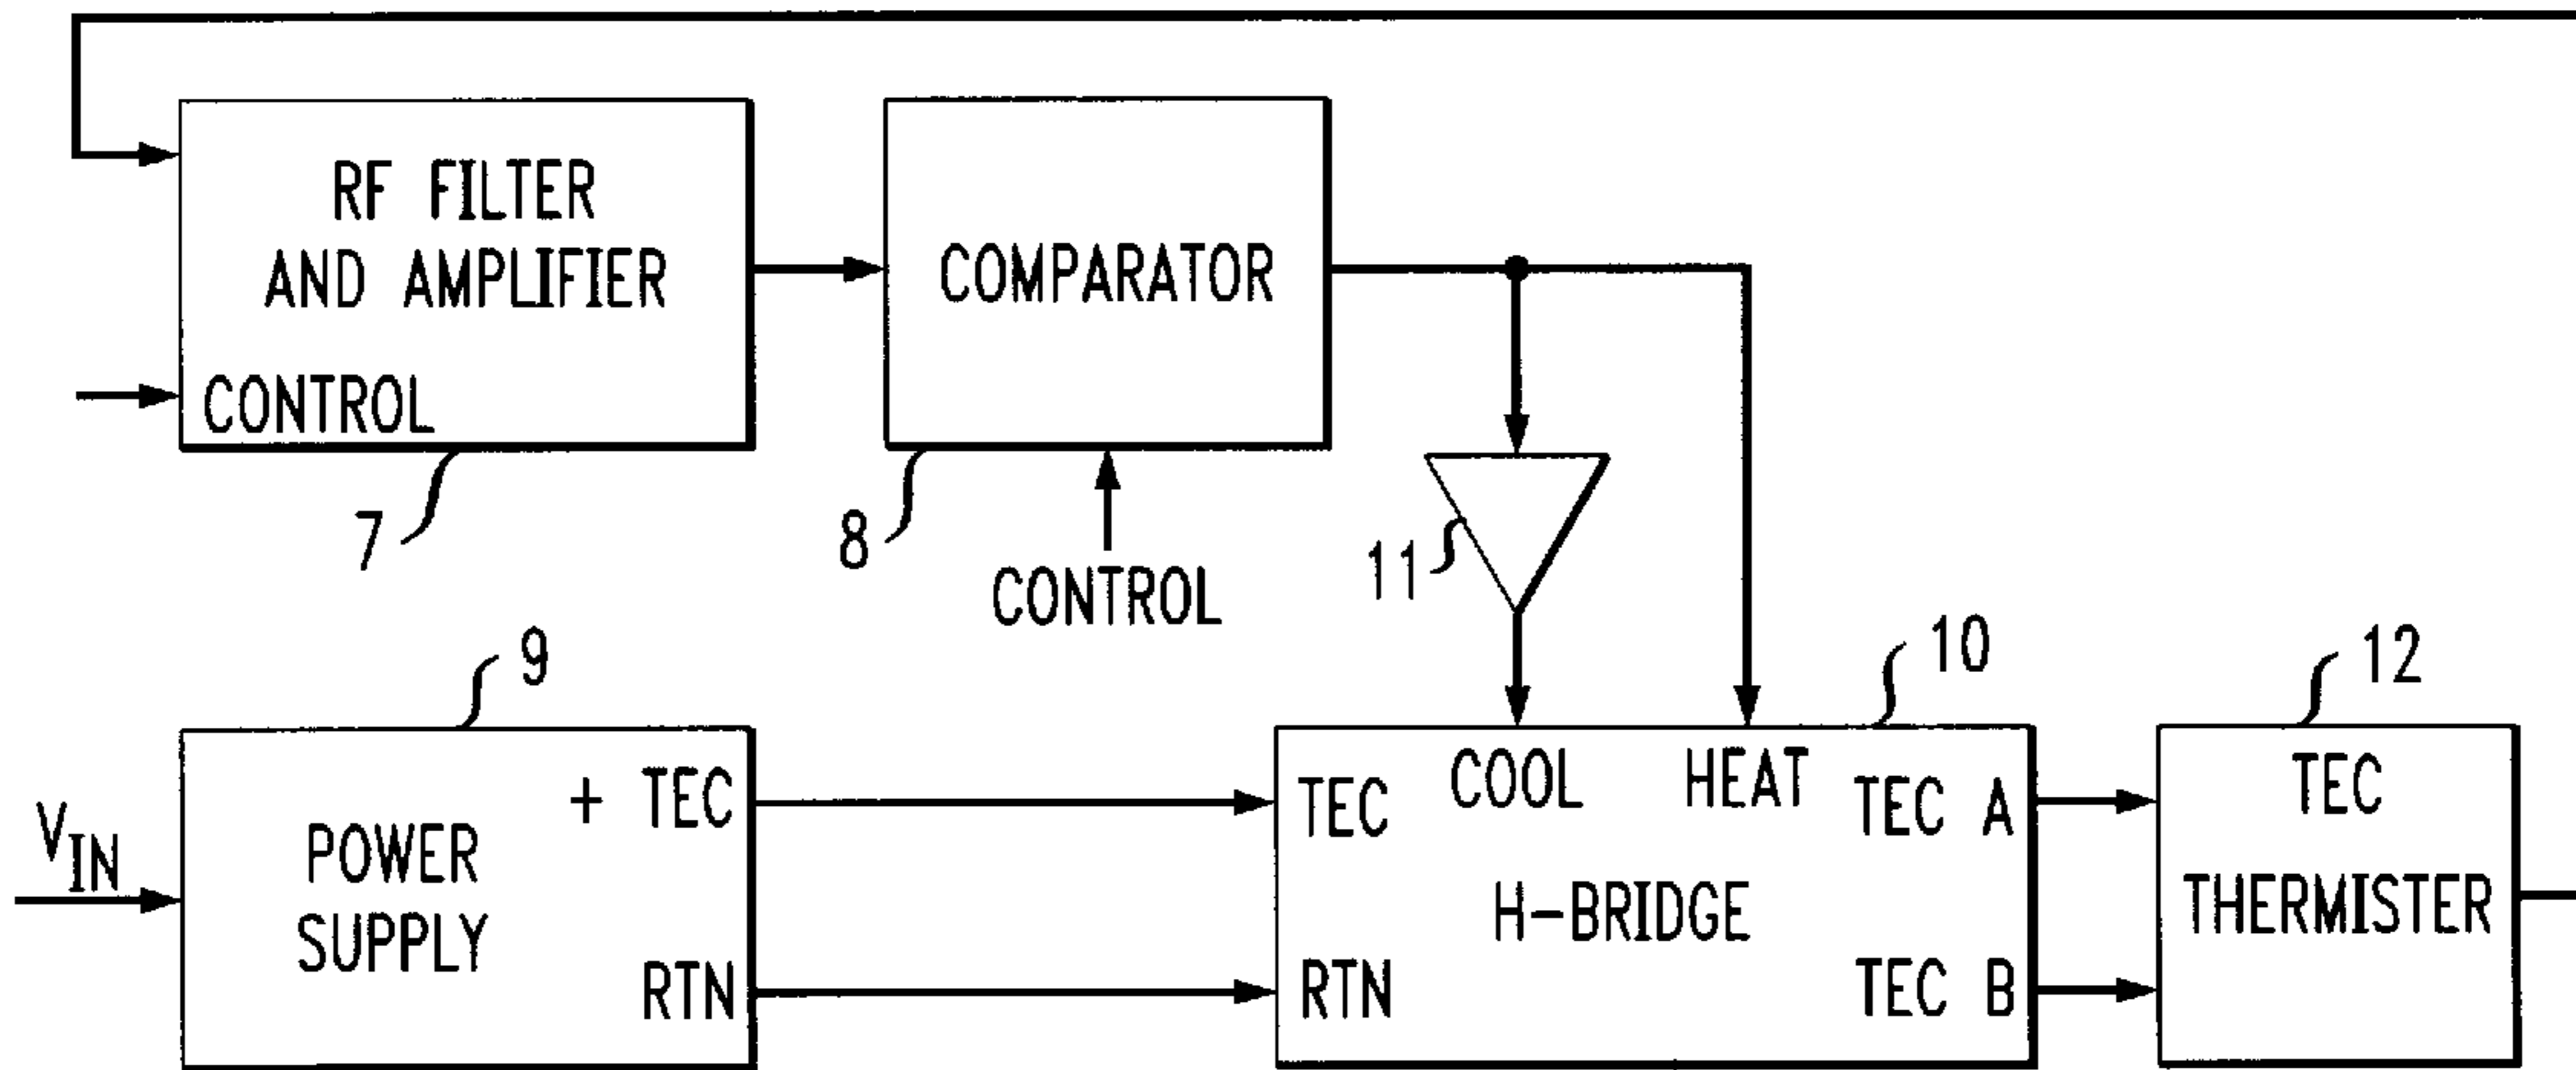 RF FILTER
AND AMPLIFIER
CONTROL
7
COMPARATOR
8
CONTROL
11
VIN
POWER
SUPPLY
+ TEC
RTN
9
TEC
RTN
COOL
HEAT
H-BRIDGE
TEC A
TEC B
10
TEC
THERMISTER
12